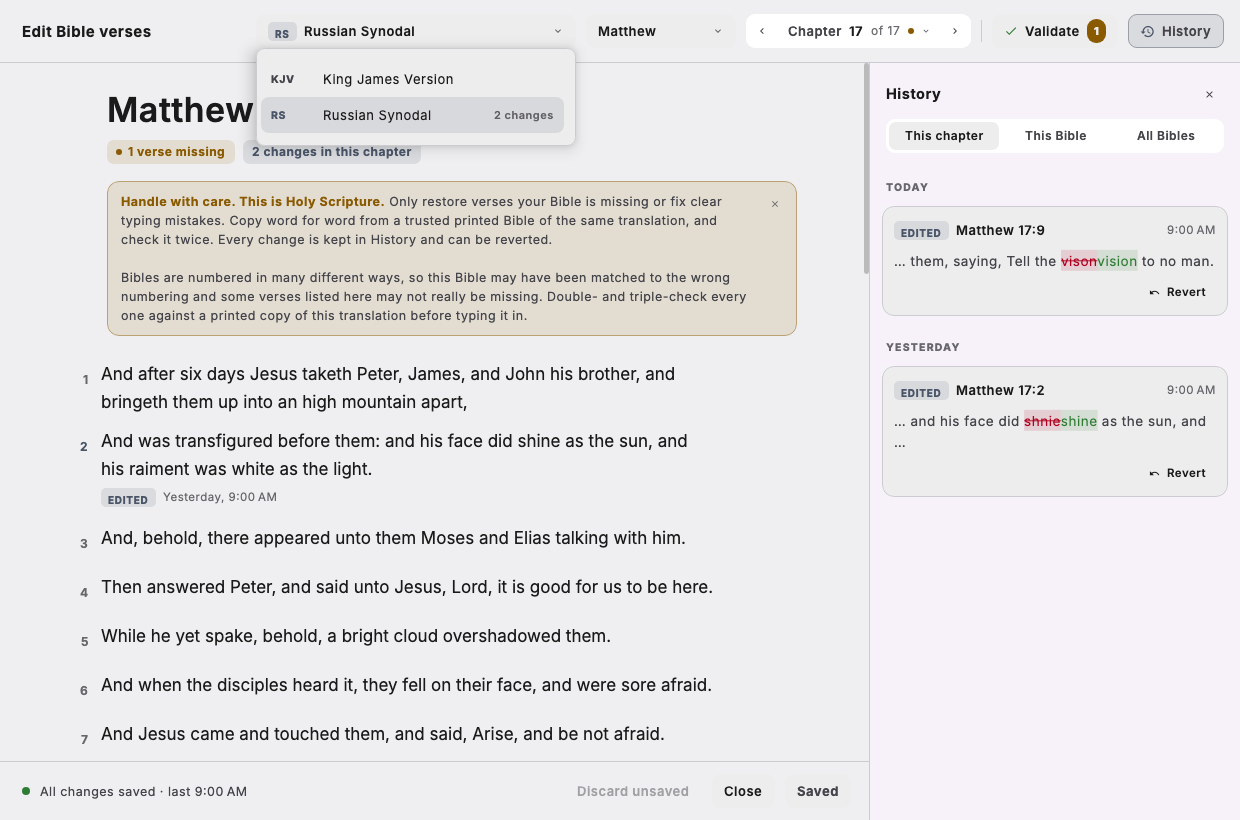 Edit Bible verses
RS Russian Synodal
Matthew
Chapter 17 of 17
Validate 1
History
KJV King James Version
RS Russian Synodal 2 changes
Matthew
1 verse missing
2 changes in this chapter
Handle with care. This is Holy Scripture. Only restore verses your Bible is missing or fix clear
typing mistakes. Copy word for word from a trusted printed Bible of the same translation, and
check it twice. Every change is kept in History and can be reverted.
Bibles are numbered in many different ways, so this Bible may have been matched to the wrong
numbering and some verses listed here may not really be missing. Double- and triple-check every
one against a printed copy of this translation before typing it in.
1 And after six days Jesus taketh Peter, James, and John his brother, and
bringeth them up into an high mountain apart,
2 And was transfigured before them: and his face did shine as the sun, and
his raiment was white as the light.
EDITED Yesterday, 9:00 AM
3 And, behold, there appeared unto them Moses and Elias talking with him.
4 Then answered Peter, and said unto Jesus, Lord, it is good for us to be here.
5 While he yet spake, behold, a bright cloud overshadowed them.
6 And when the disciples heard it, they fell on their face, and were sore afraid.
7 And Jesus came and touched them, and said, Arise, and be not afraid.
All changes saved · last 9:00 AM
Discard unsaved
Close
Saved
History
This chapter
This Bible
All Bibles
TODAY
EDITED Matthew 17:9 9:00 AM
... them, saying, Tell the visonvision to no man.
Revert
YESTERDAY
EDITED Matthew 17:2 9:00 AM
... and his face did shnieshine as the sun, and
...
Revert